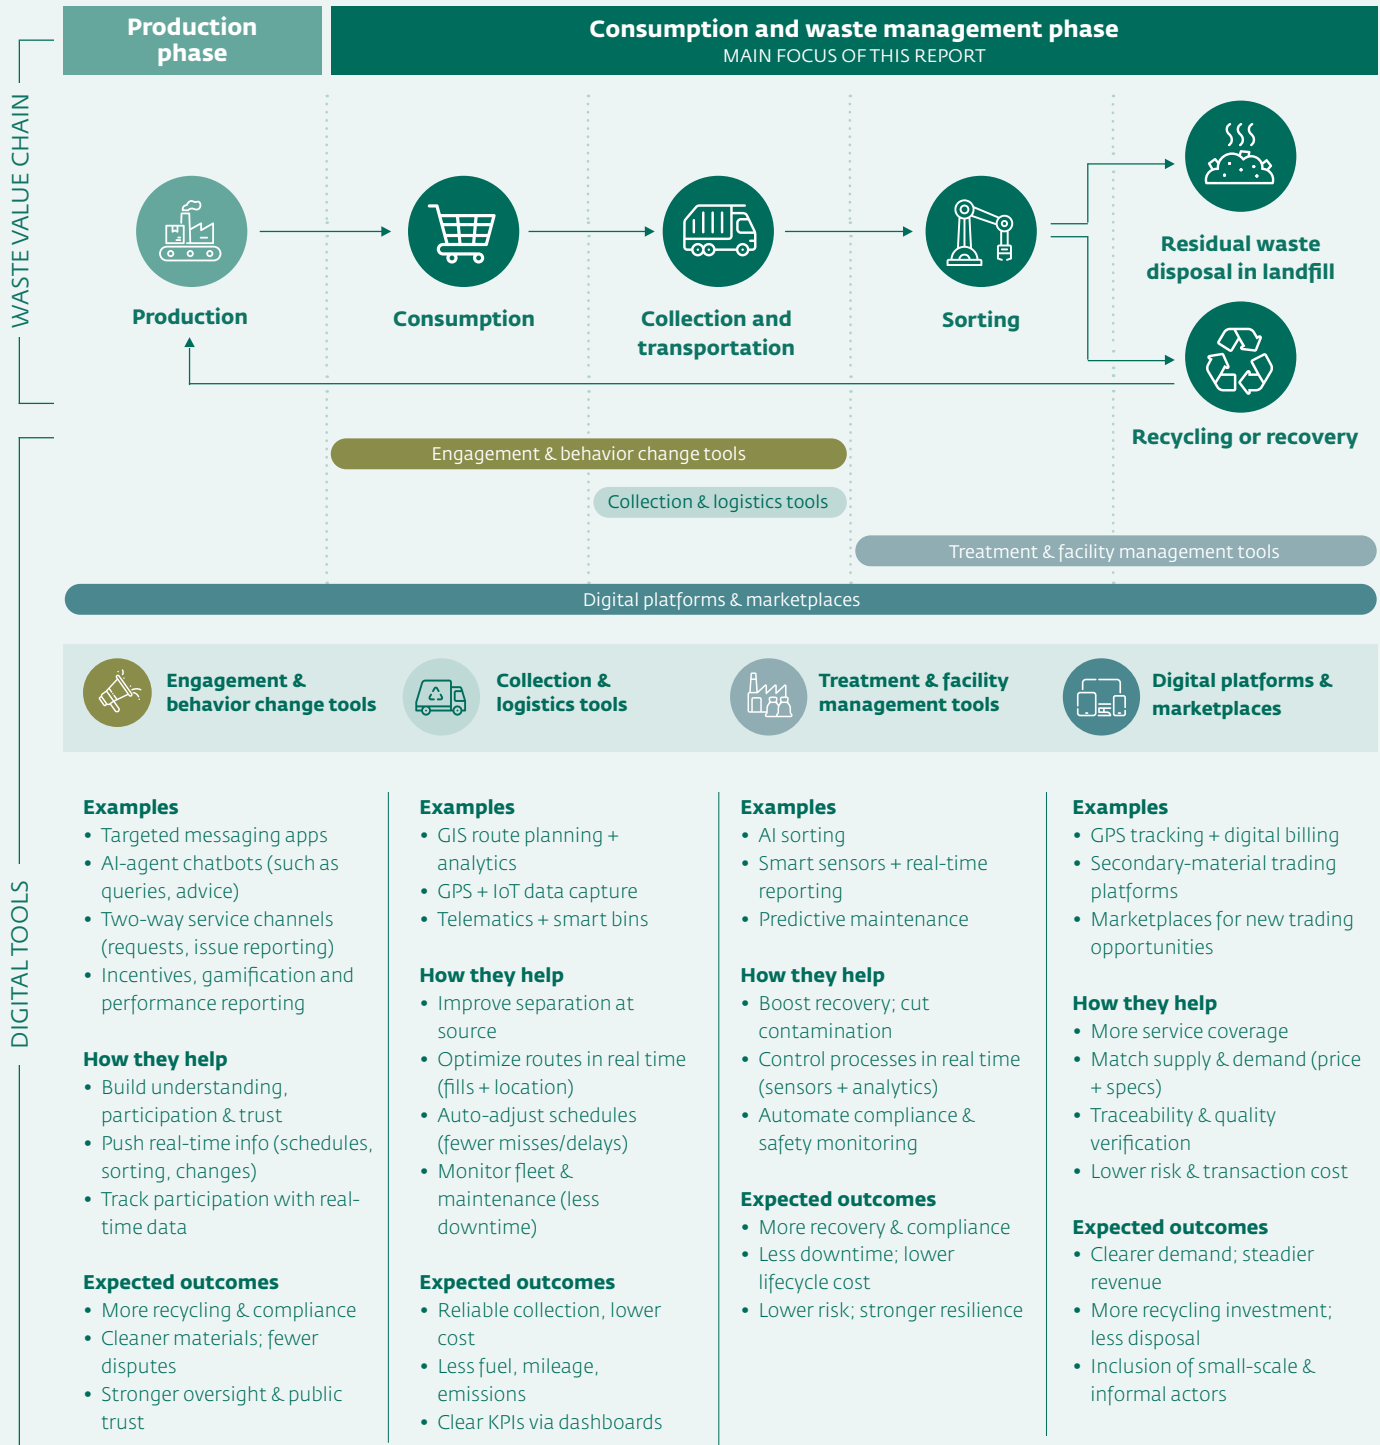 Production
phase
Consumption and waste management phase
MAIN FOCUS OF THIS REPORT
WASTE VALUE CHAIN
Production
Consumption
Collection and
transportation
Sorting
Residual waste
disposal in landfill
Recycling or recovery
Engagement & behavior change tools
Collection & logistics tools
Treatment & facility management tools
Digital platforms & marketplaces
DIGITAL TOOLS
Engagement &
behavior change tools
Collection &
logistics tools
Treatment & facility
management tools
Digital platforms &
marketplaces
Examples
• Targeted messaging apps
• AI-agent chatbots (such as
queries, advice)
• Two-way service channels
(requests, issue reporting)
• Incentives, gamification and
performance reporting
How they help
• Build understanding,
participation & trust
• Push real-time info (schedules,
sorting, changes)
• Track participation with real-
time data
Expected outcomes
• More recycling & compliance
• Cleaner materials; fewer
disputes
• Stronger oversight & public
trust
Examples
• GIS route planning +
analytics
• GPS + IoT data capture
• Telematics + smart bins
How they help
• Improve separation at
source
• Optimize routes in real time
(fills + location)
• Auto-adjust schedules
(fewer misses/delays)
• Monitor fleet &
maintenance (less
downtime)
Expected outcomes
• Reliable collection, lower
cost
• Less fuel, mileage,
emissions
• Clear KPIs via dashboards
Examples
• AI sorting
• Smart sensors + real-time
reporting
• Predictive maintenance
How they help
• Boost recovery; cut
contamination
• Control processes in real time
(sensors + analytics)
• Automate compliance &
safety monitoring
Expected outcomes
• More recovery & compliance
• Less downtime; lower
lifecycle cost
• Lower risk; stronger resilience
Examples
• GPS tracking + digital billing
• Secondary-material trading
platforms
• Marketplaces for new trading
opportunities
How they help
• More service coverage
• Match supply & demand (price
+ specs)
• Traceability & quality
verification
• Lower risk & transaction cost
Expected outcomes
• Clearer demand; steadier
revenue
• More recycling investment;
less disposal
• Inclusion of small-scale &
informal actors